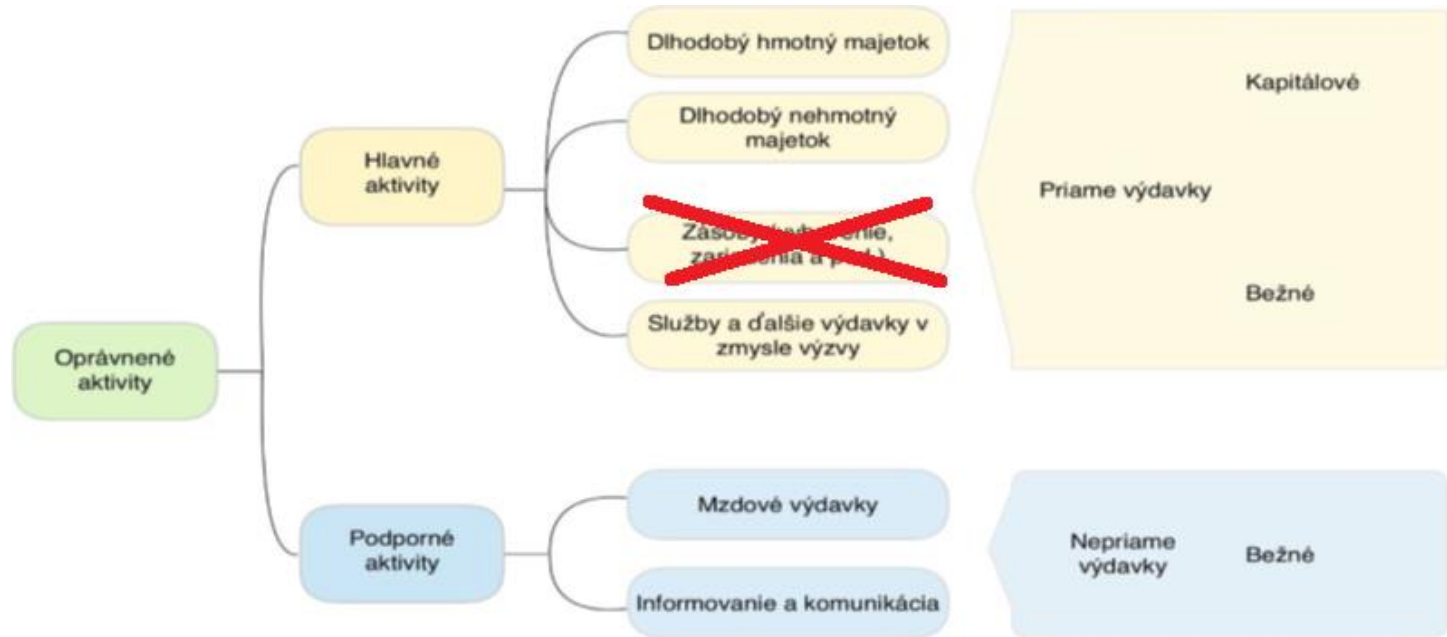 Oprávnené
aktivity
Hlavné
aktivity
Dlhodobý hmotný majetok
Dlhodobý nehmotný
majetok
Služby a ďalšie výdavky v
zmysle výzvy
Priame výdavky
Kapitálové
Bežné
Podporné
aktivity
Mzdové výdavky
Informovanie a komunikácia
Nepriame
výdavky
Bežné